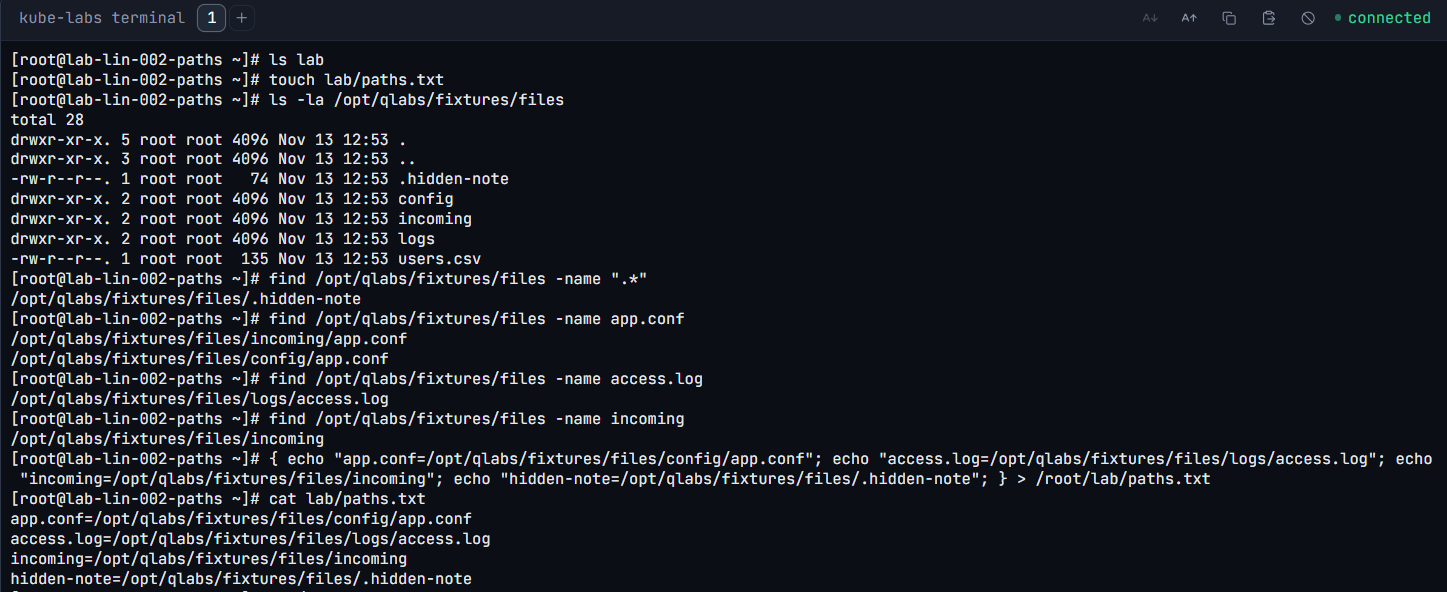 kube-labs terminal 1 + A↓ A↑ connected
[root@lab-lin-002-paths ~]# ls lab
[root@lab-lin-002-paths ~]# touch lab/paths.txt
[root@lab-lin-002-paths ~]# ls -la /opt/qlabs/fixtures/files
total 28
drwxr-xr-x. 5 root root 4096 Nov 13 12:53 .
drwxr-xr-x. 3 root root 4096 Nov 13 12:53 ..
-rw-r--r--. 1 root root   74 Nov 13 12:53 .hidden-note
drwxr-xr-x. 2 root root 4096 Nov 13 12:53 config
drwxr-xr-x. 2 root root 4096 Nov 13 12:53 incoming
drwxr-xr-x. 2 root root 4096 Nov 13 12:53 logs
-rw-r--r--. 1 root root  135 Nov 13 12:53 users.csv
[root@lab-lin-002-paths ~]# find /opt/qlabs/fixtures/files -name ".*"
/opt/qlabs/fixtures/files/.hidden-note
[root@lab-lin-002-paths ~]# find /opt/qlabs/fixtures/files -name app.conf
/opt/qlabs/fixtures/files/incoming/app.conf
/opt/qlabs/fixtures/files/config/app.conf
[root@lab-lin-002-paths ~]# find /opt/qlabs/fixtures/files -name access.log
/opt/qlabs/fixtures/files/logs/access.log
[root@lab-lin-002-paths ~]# find /opt/qlabs/fixtures/files -name incoming
/opt/qlabs/fixtures/files/incoming
[root@lab-lin-002-paths ~]# { echo "app.conf=/opt/qlabs/fixtures/files/config/app.conf"; echo "access.log=/opt/qlabs/fixtures/files/logs/access.log"; echo
 "incoming=/opt/qlabs/fixtures/files/incoming"; echo "hidden-note=/opt/qlabs/fixtures/files/.hidden-note"; } > /root/lab/paths.txt
[root@lab-lin-002-paths ~]# cat lab/paths.txt
app.conf=/opt/qlabs/fixtures/files/config/app.conf
access.log=/opt/qlabs/fixtures/files/logs/access.log
incoming=/opt/qlabs/fixtures/files/incoming
hidden-note=/opt/qlabs/fixtures/files/.hidden-note